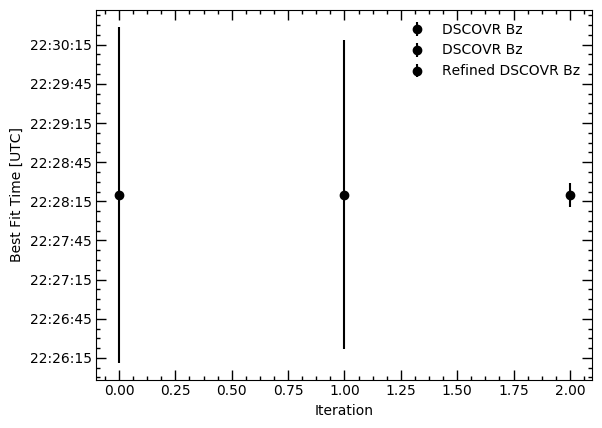 DSCOVR Bz
DSCOVR Bz
Refined DSCOVR Bz
Best Fit Time [UTC]
22:30:15
22:29:45
22:29:15
22:28:45
22:28:15
22:27:45
22:27:15
22:26:45
22:26:15
0.00 0.25 0.50 0.75 1.00 1.25 1.50 1.75 2.00
Iteration